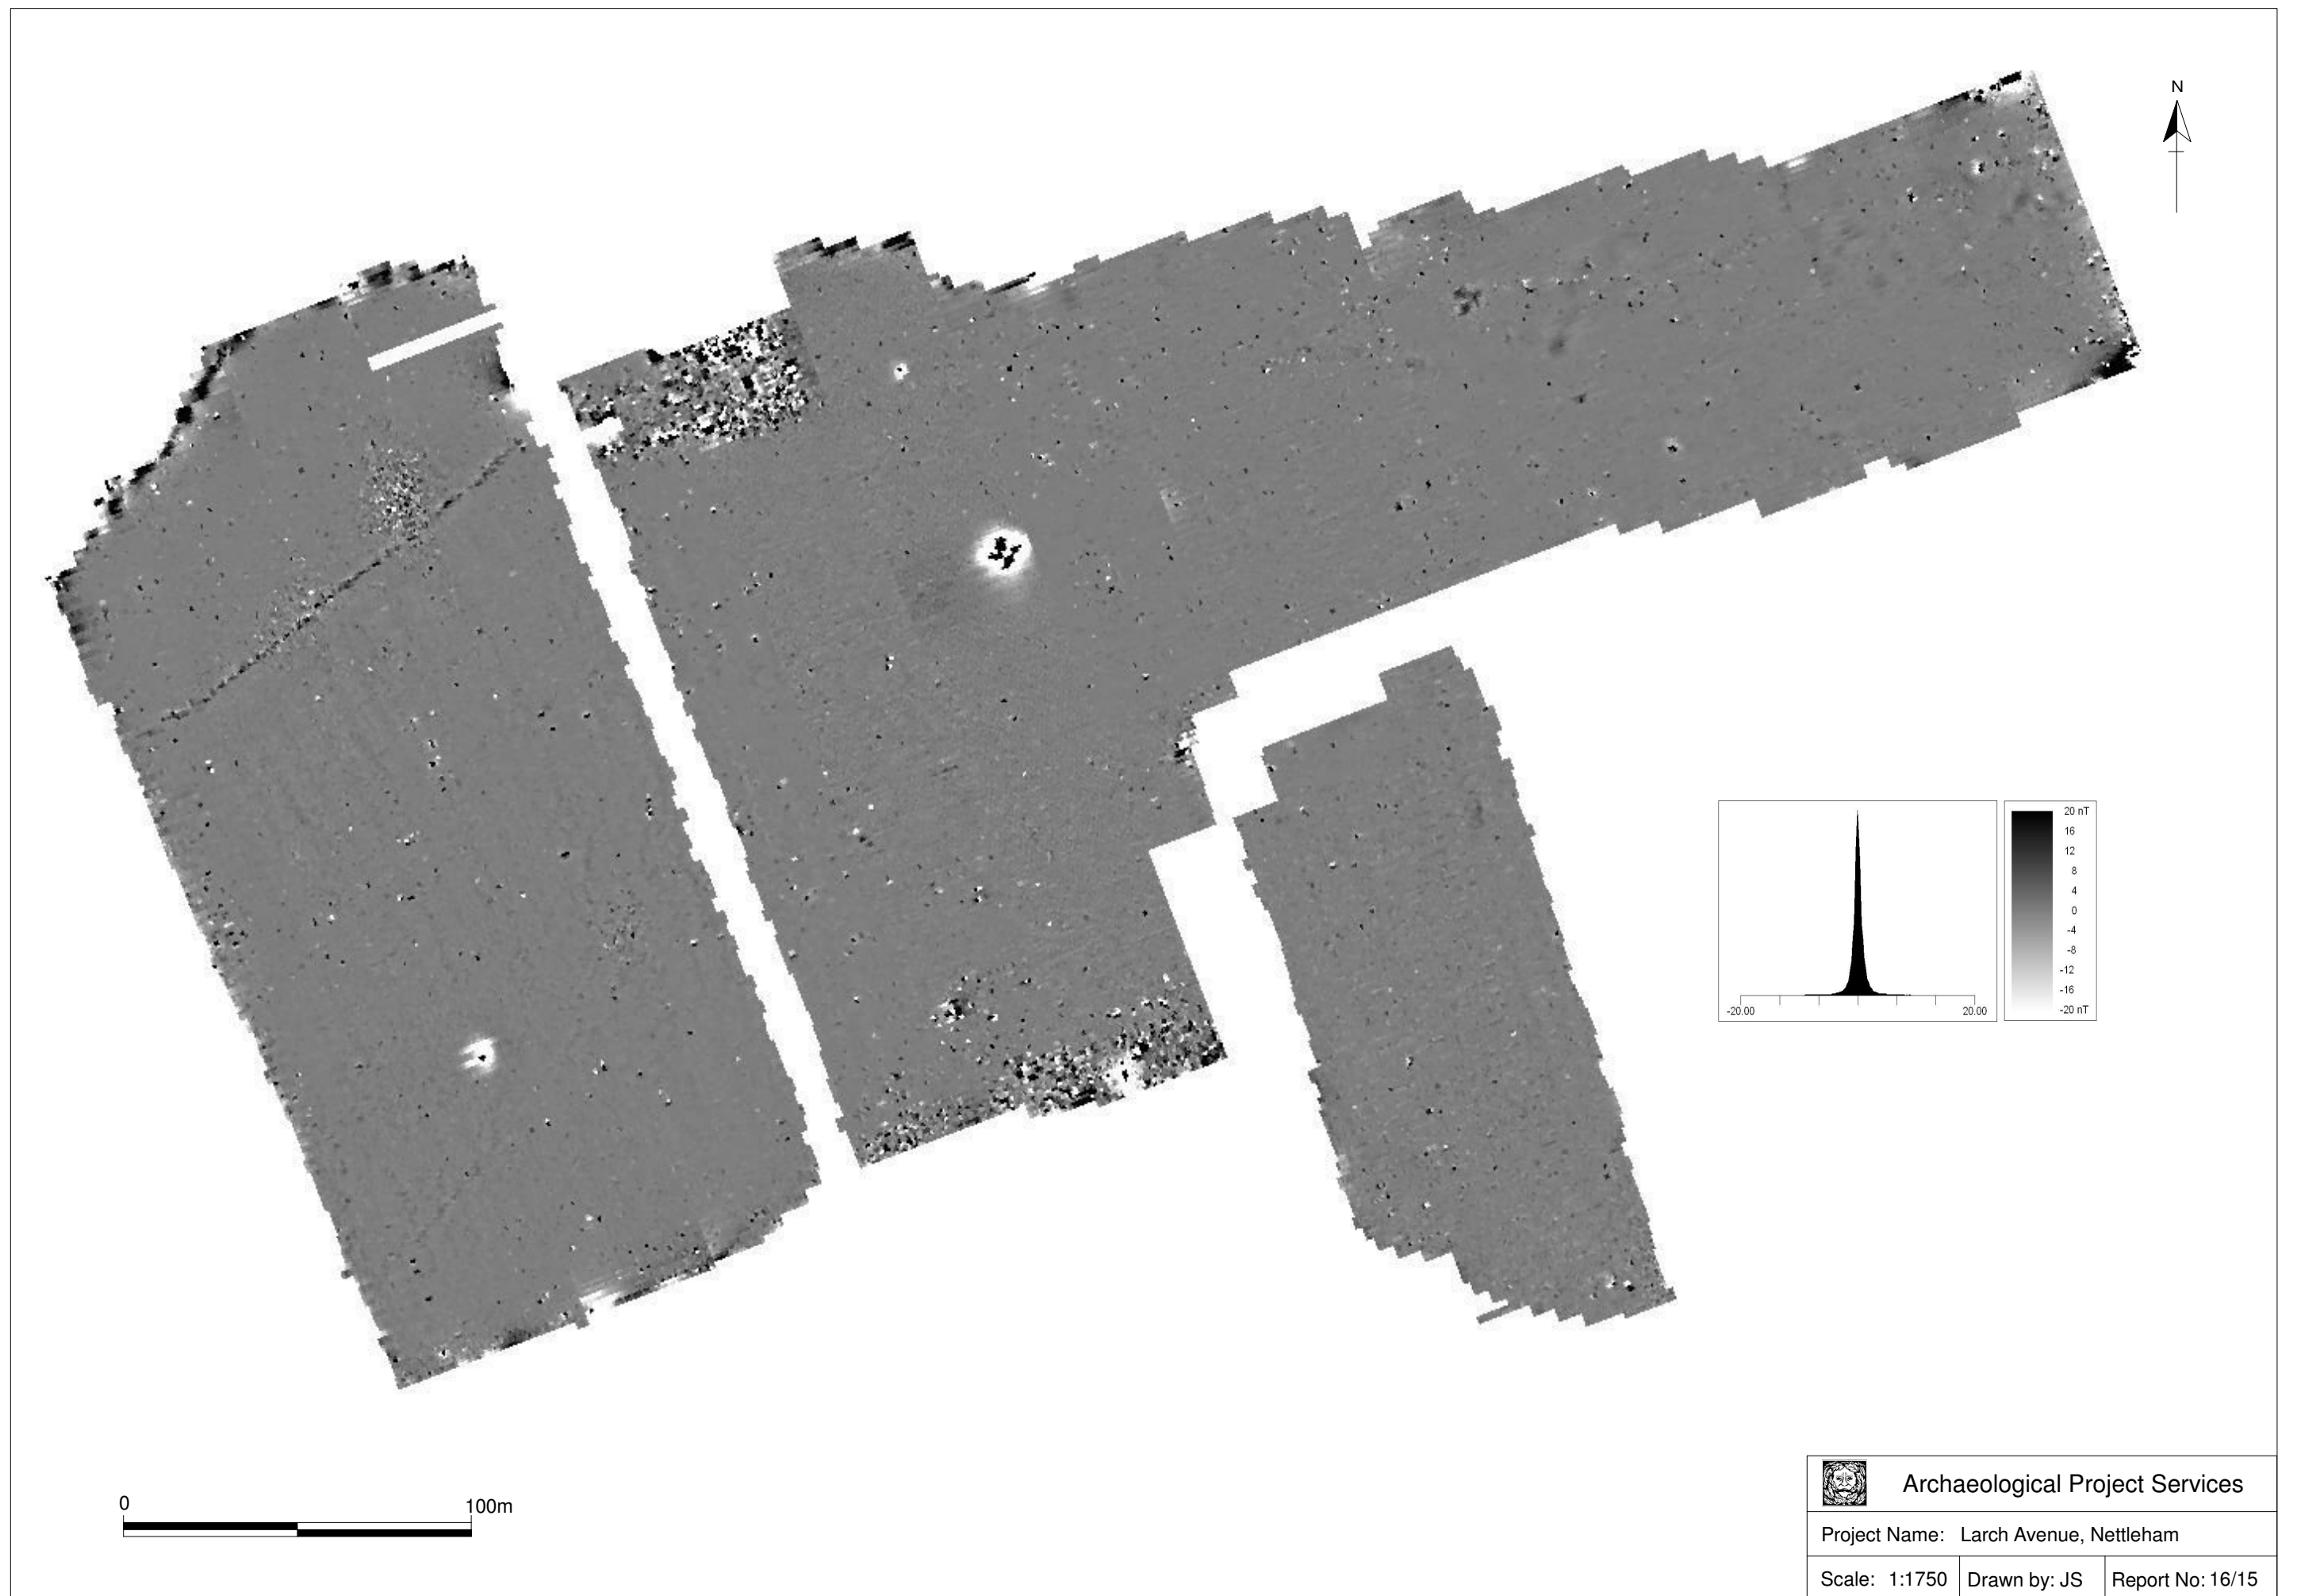 N
20 nT
16
12
8
4
0
-4
-8
-12
-16
-20 nT
-20.00 20.00
0 100m
Archaeological Project Services
Project Name: Larch Avenue, Nettleham
Scale: 1:1750 Drawn by: JS Report No: 16/15